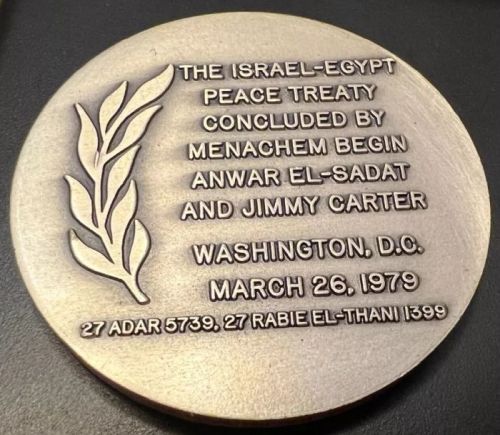 THE ISRAEL-EGYPT
PEACE TREATY
CONCLUDED BY
MENACHEM BEGIN
ANWAR EL-SADAT
AND JIMMY CARTER
WASHINGTON, D.C.
MARCH 26, 1979
27 ADAR 5739, 27 RABIE EL-THANI 1399